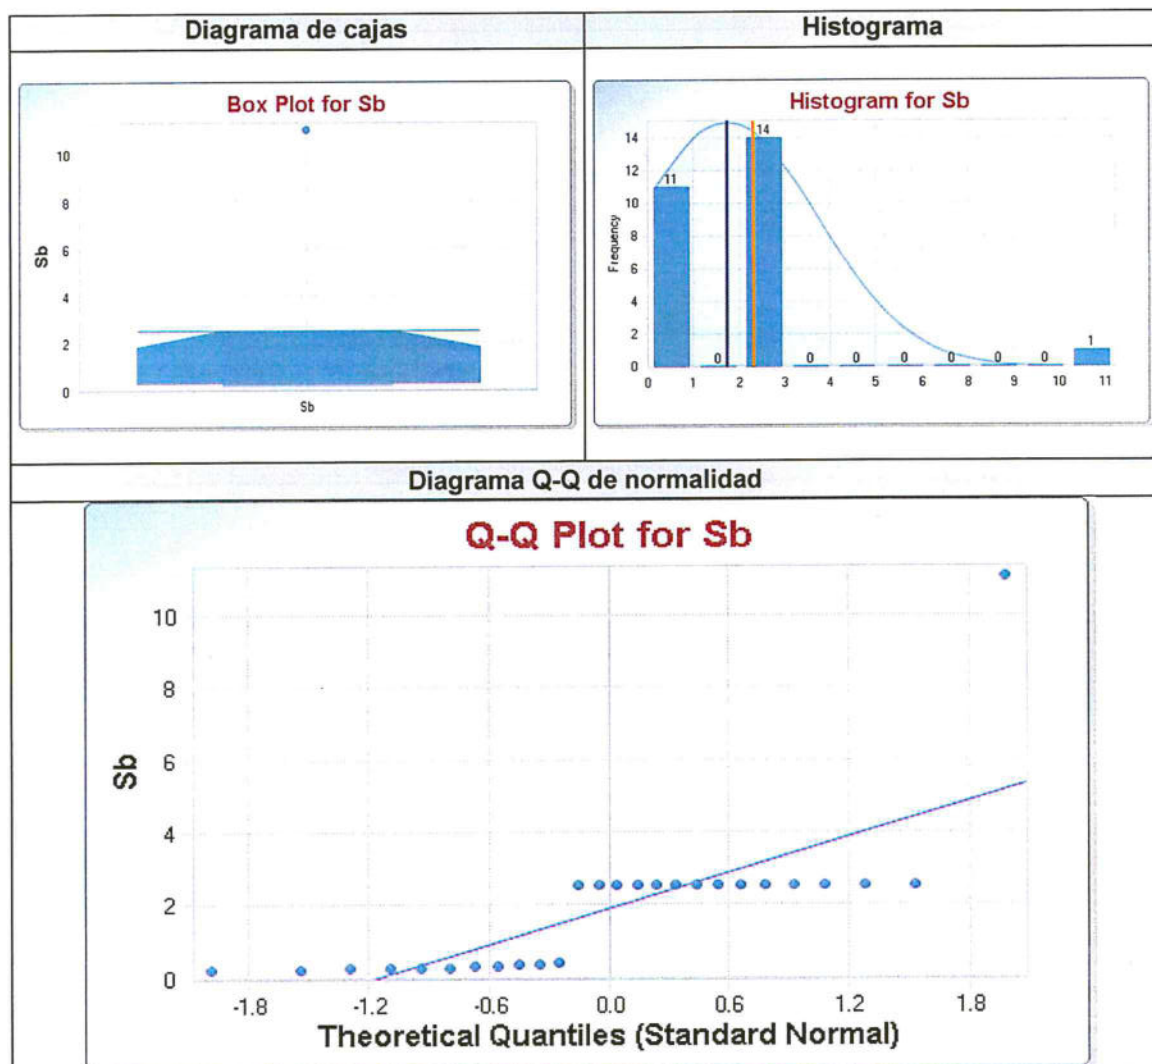 Diagrama de cajas
Histograma
Box Plot for Sb
10
8
6
4
2
0
Sb
Sb
Histogram for Sb
14
12
10
8
6
4
2
0
Frequency
11
0
14
0
0
0
0
0
0
1
0 1 2 3 4 5 6 7 8 9 10 11
Diagrama Q-Q de normalidad
Q-Q Plot for Sb
10
8
6
4
2
0
Sb
-1.8 -1.2 -0.6 0.0 0.6 1.2 1.8
Theoretical Quantiles (Standard Normal)